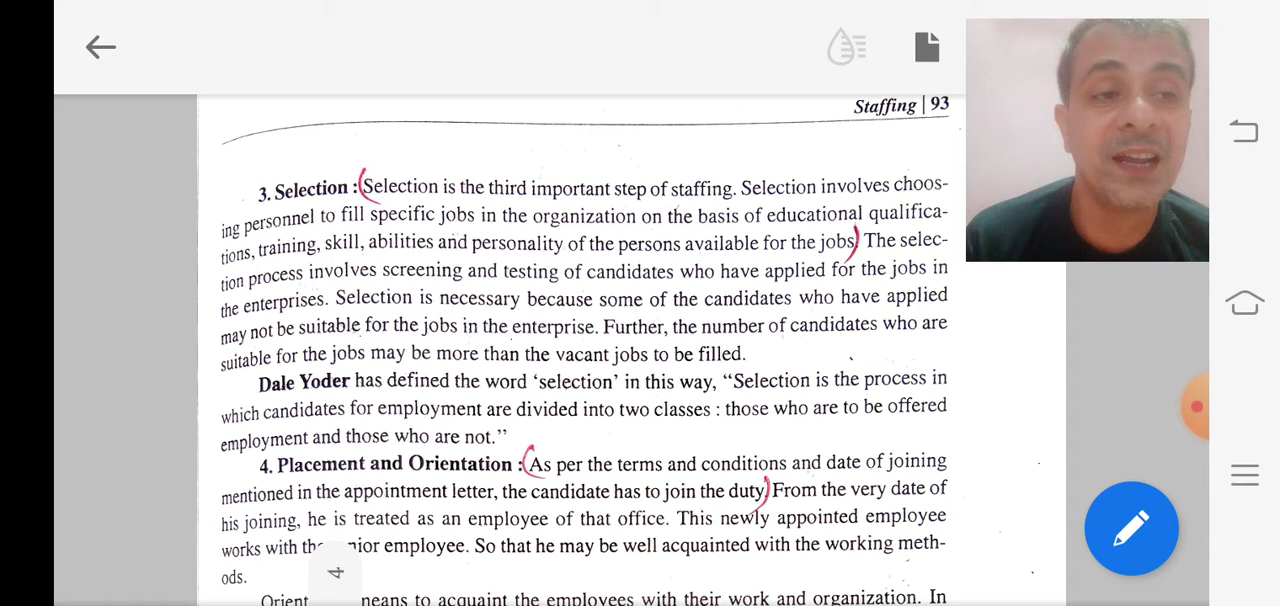 Staffing | 93
3. Selection : (Selection is the third important step of staffing. Selection involves choos-
ing personnel to fill specific jobs in the organization on the basis of educational qualifica-
tions, training, skill, abilities and personality of the persons available for the jobs) The selec-
tion process involves screening and testing of candidates who have applied for the jobs in
the enterprises. Selection is necessary because some of the candidates who have applied
may not be suitable for the jobs in the enterprise. Further, the number of candidates who are
suitable for the jobs may be more than the vacant jobs to be filled.
Dale Yoder has defined the word ‘selection’ in this way, “Selection is the process in
which candidates for employment are divided into two classes : those who are to be offered
employment and those who are not.”
4. Placement and Orientation : (As per the terms and conditions and date of joining
mentioned in the appointment letter, the candidate has to join the duty) From the very date of
his joining, he is treated as an employee of that office. This newly appointed employee
works with employee. So that he may be well acquainted with the working meth-
ods.
4
means to acquaint the employees with their work and organization. In